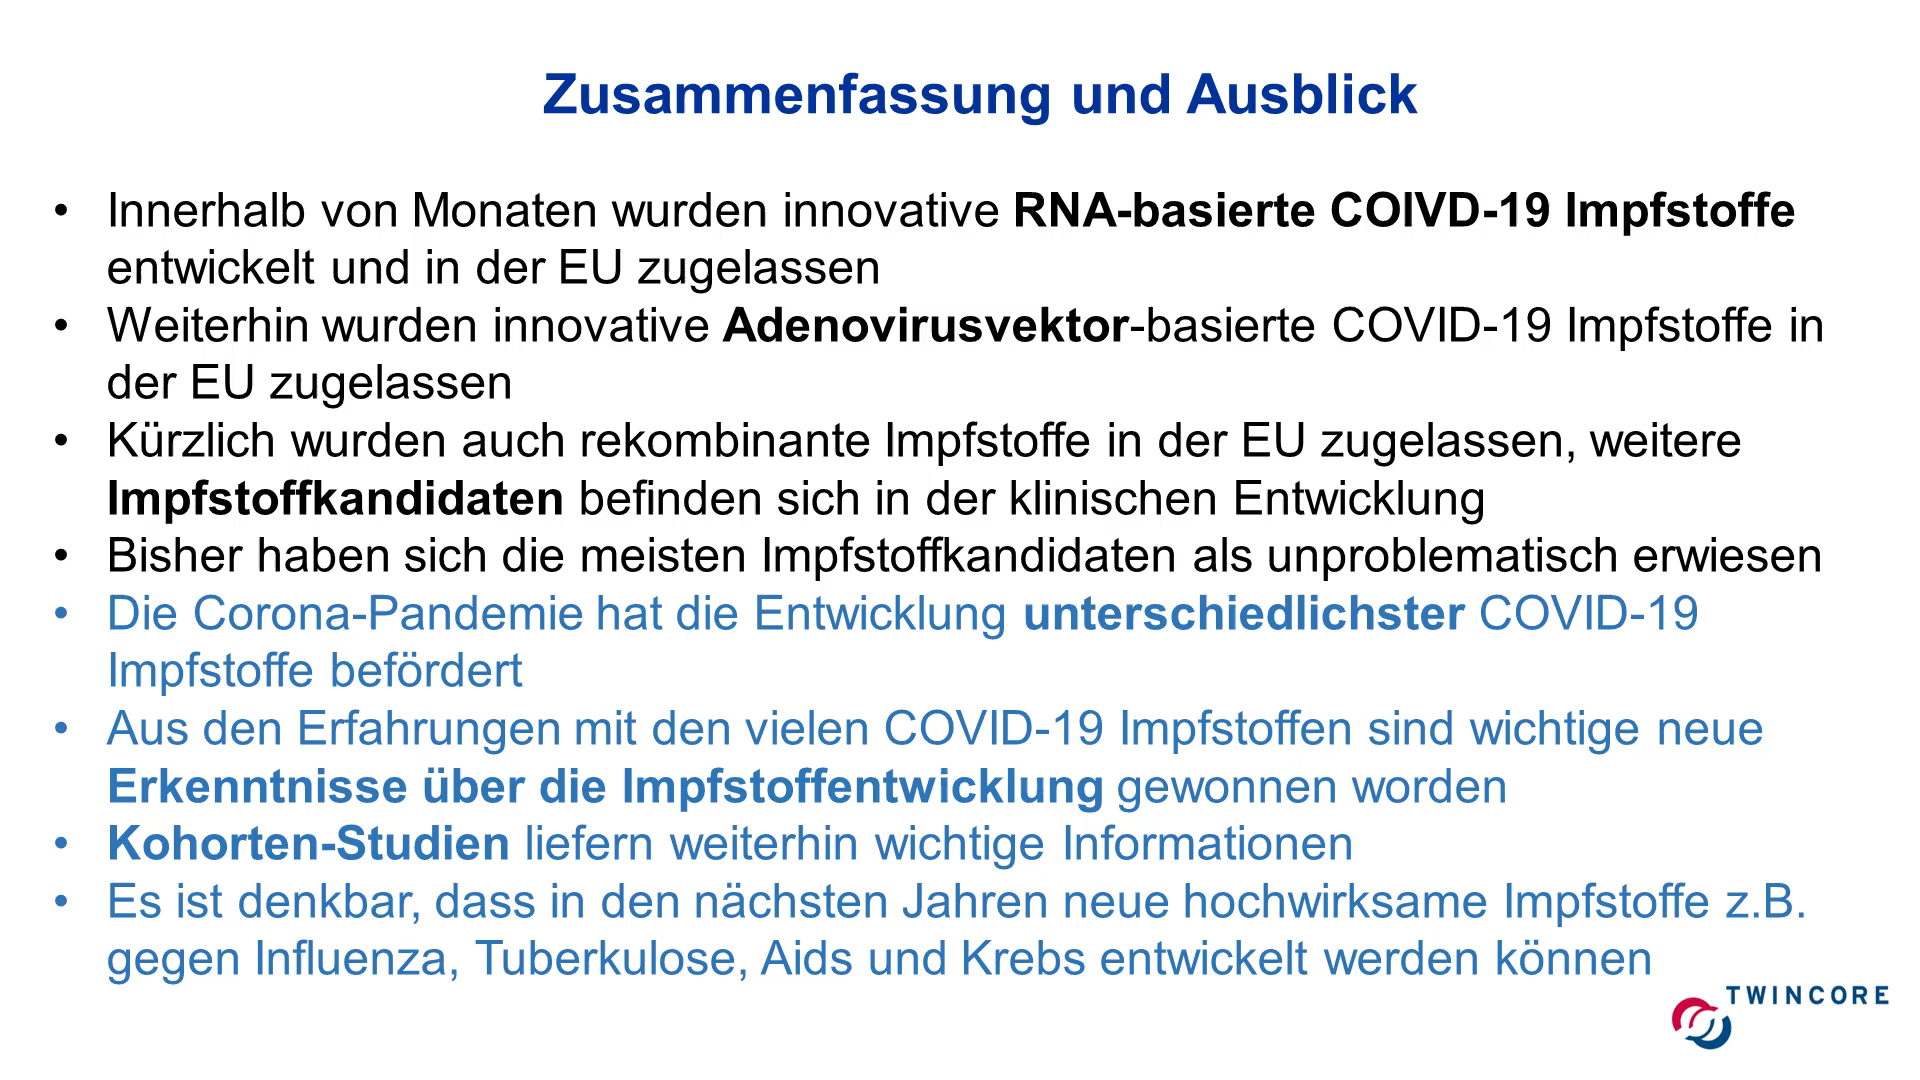 Zusammenfassung und Ausblick
• Innerhalb von Monaten wurden innovative RNA-basierte COIVD-19 Impfstoffe
entwickelt und in der EU zugelassen
• Weiterhin wurden innovative Adenovirusvektor-basierte COVID-19 Impfstoffe in
der EU zugelassen
• Kürzlich wurden auch rekombinante Impfstoffe in der EU zugelassen, weitere
Impfstoffkandidaten befinden sich in der klinischen Entwicklung
• Bisher haben sich die meisten Impfstoffkandidaten als unproblematisch erwiesen
• Die Corona-Pandemie hat die Entwicklung unterschiedlichster COVID-19
Impfstoffe befördert
• Aus den Erfahrungen mit den vielen COVID-19 Impfstoffen sind wichtige neue
Erkenntnisse über die Impfstoffentwicklung gewonnen worden
• Kohorten-Studien liefern weiterhin wichtige Informationen
• Es ist denkbar, dass in den nächsten Jahren neue hochwirksame Impfstoffe z.B.
gegen Influenza, Tuberkulose, Aids und Krebs entwickelt werden können
TWINCORE